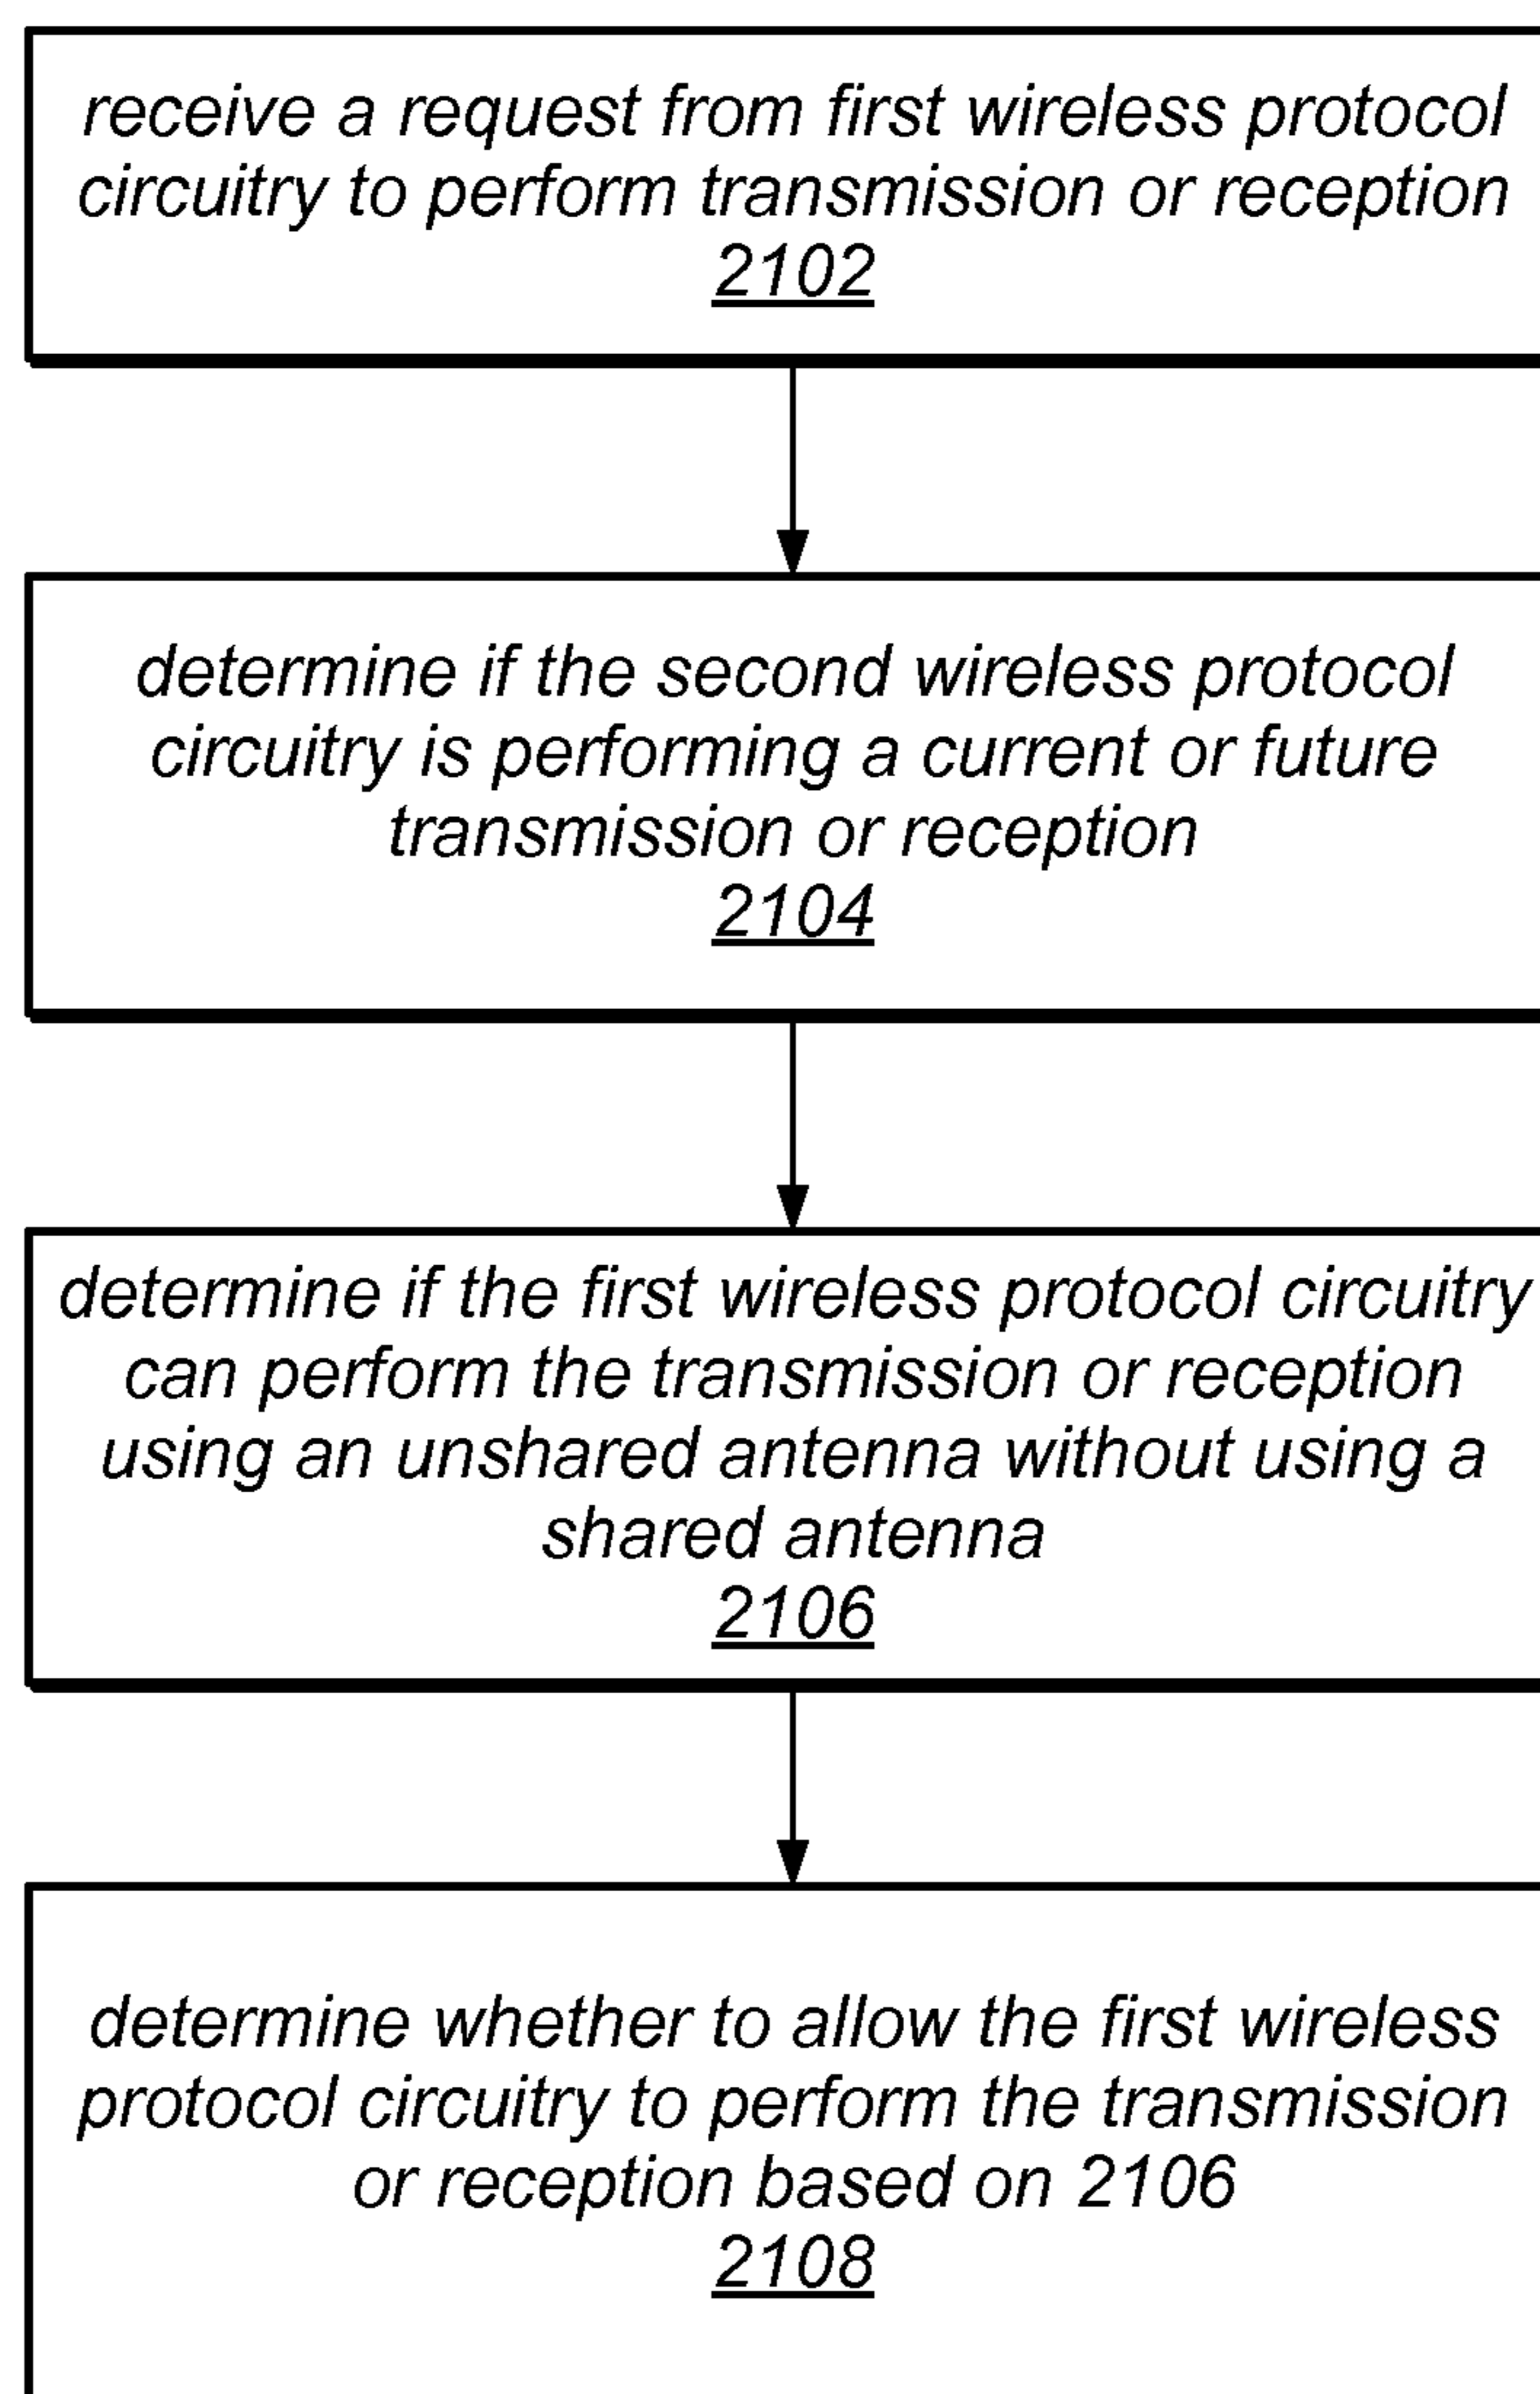 receive a request from first wireless protocol
circuitry to perform transmission or reception
2102
determine if the second wireless protocol
circuitry is performing a current or future
transmission or reception
2104
determine if the first wireless protocol circuitry
can perform the transmission or reception
using an unshared antenna without using a
shared antenna
2106
determine whether to allow the first wireless
protocol circuitry to perform the transmission
or reception based on 2106
2108